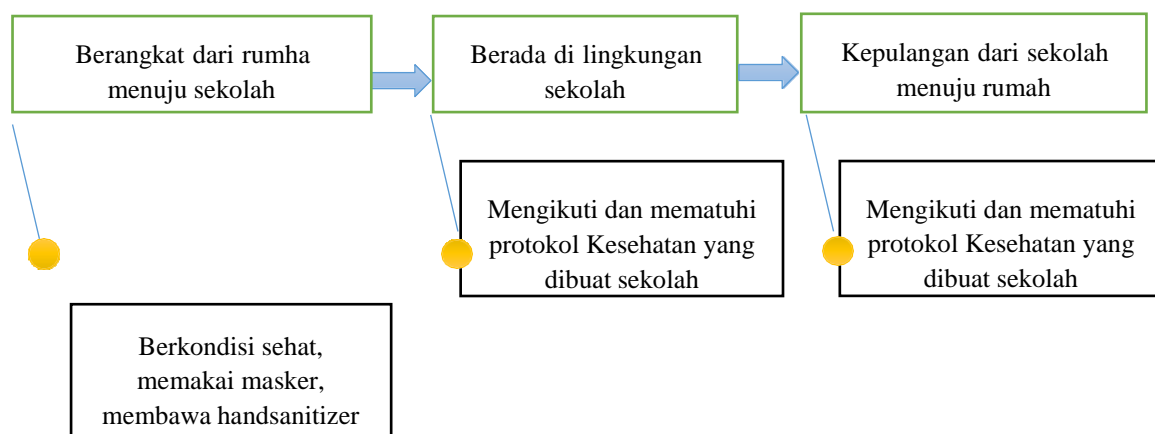 Berangkat dari rumha
menuju sekolah
Berada di lingkungan
sekolah
Kepulangan dari sekolah
menuju rumah
Mengikuti dan mematuhi
protokol Kesehatan yang
dibuat sekolah
Mengikuti dan mematuhi
protokol Kesehatan yang
dibuat sekolah
Berkondisi sehat,
memakai masker,
membawa handsanitizer